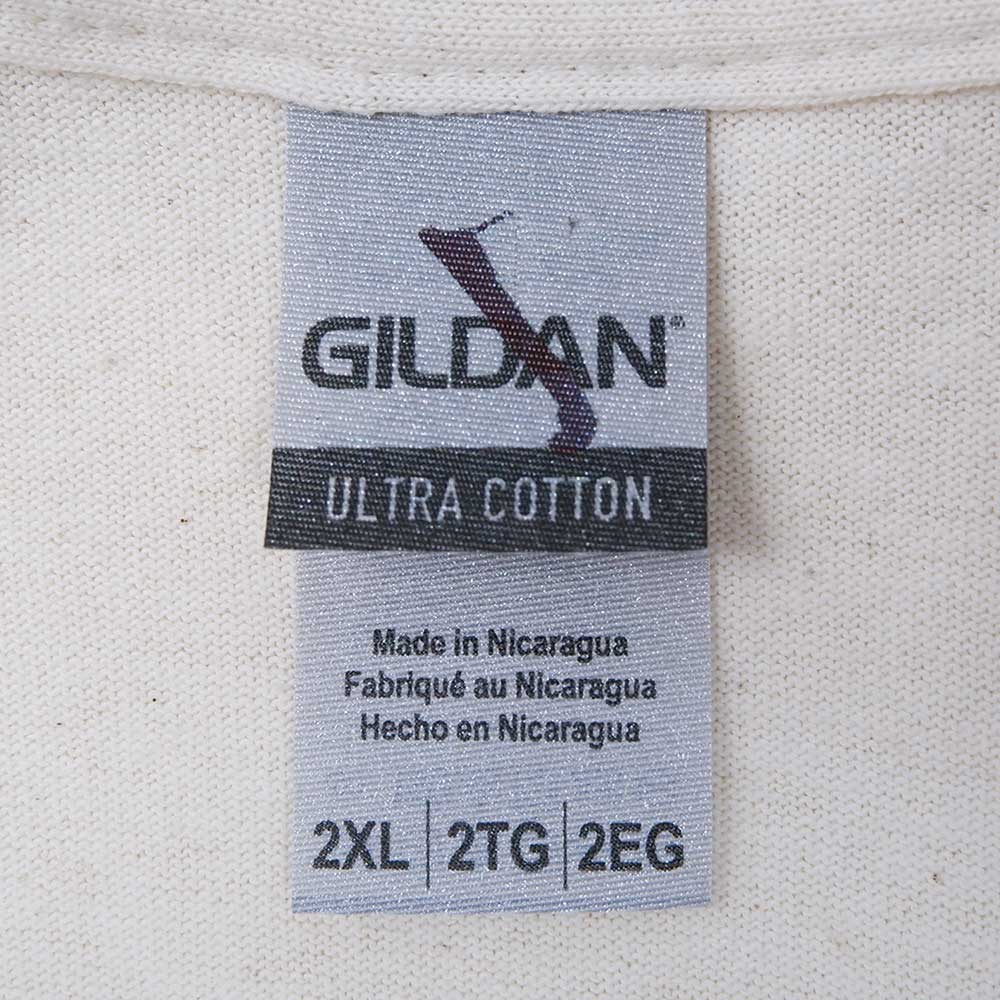 GILDAN®
ULTRA COTTON
Made in Nicaragua
Fabriqué au Nicaragua
Hecho en Nicaragua
2XL | 2TG | 2EG